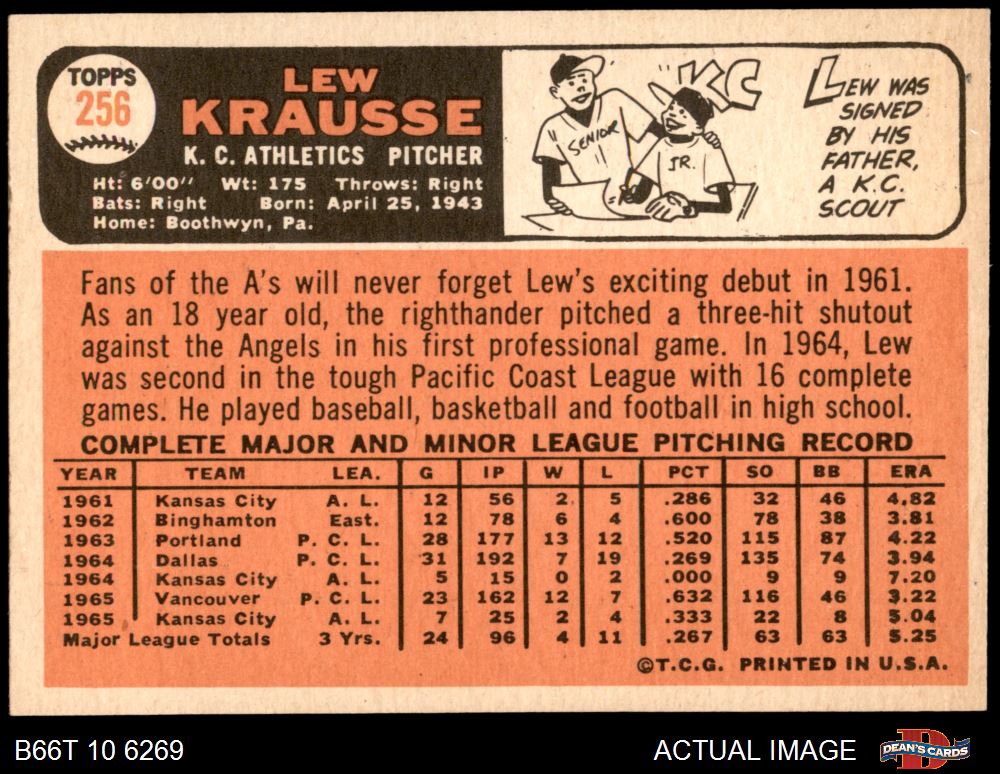 TOPPS
256
LEW
KRAUSSE
K. C. ATHLETICS PITCHER
Ht: 6'00" Wt: 175 Throws: Right
Bats: Right Born: April 25, 1943
Home: Boothwyn, Pa.
SENIOR
JR.
KC
LEW WAS
SIGNED
BY HIS
FATHER,
A K.C.
SCOUT
Fans of the A's will never forget Lew's exciting debut in 1961.
As an 18 year old, the righthander pitched a three-hit shutout
against the Angels in his first professional game. In 1964, Lew
was second in the tough Pacific Coast League with 16 complete
games. He played baseball, basketball and football in high school.
COMPLETE MAJOR AND MINOR LEAGUE PITCHING RECORD
YEAR TEAM LEA. G IP W L PCT SO BB ERA
1961 Kansas City A. L. 12 56 2 5 .286 32 46 4.82
1962 Binghamton East. 12 78 6 4 .600 78 38 3.81
1963 Portland P. C. L. 28 177 13 12 .520 115 87 4.22
1964 Dallas P. C. L. 31 192 7 19 .269 135 74 3.94
1964 Kansas City A. L. 5 15 0 2 .000 9 9 7.20
1965 Vancouver P. C. L. 23 162 12 7 .632 116 46 3.22
1965 Kansas City A. L. 7 25 2 4 .333 22 8 5.04
Major League Totals 3 Yrs. 24 96 4 11 .267 63 63 5.25
©T.C.G. PRINTED IN U.S.A.
B66T 10 6269
ACTUAL IMAGE
D
DEAN'S CARDS